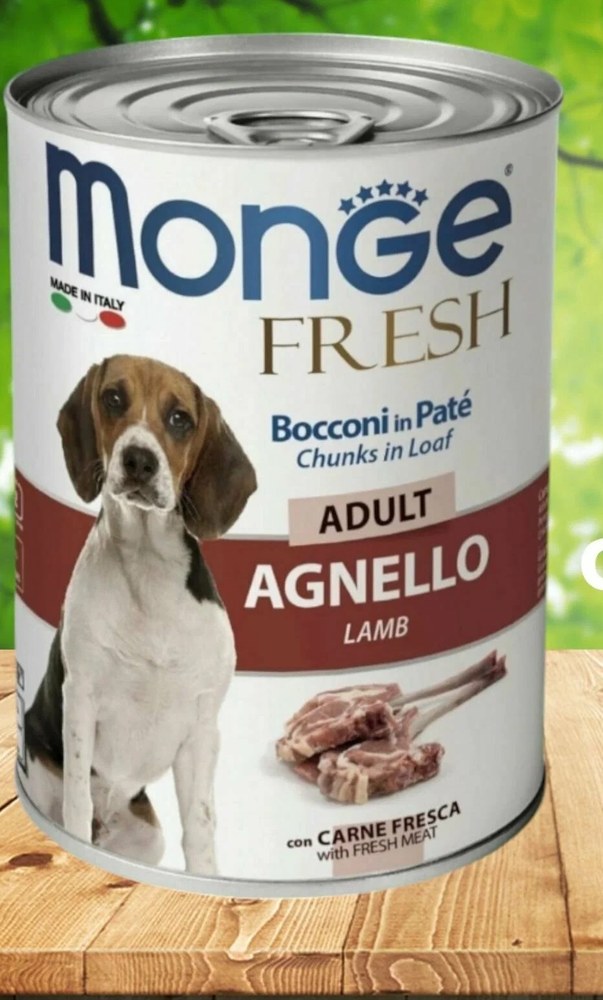 monGe®
MADE IN ITALY
FRESH
Bocconi in Paté
Chunks in Loaf
ADULT
AGNELLO
LAMB
con CARNE FRESCA
with FRESH MEAT